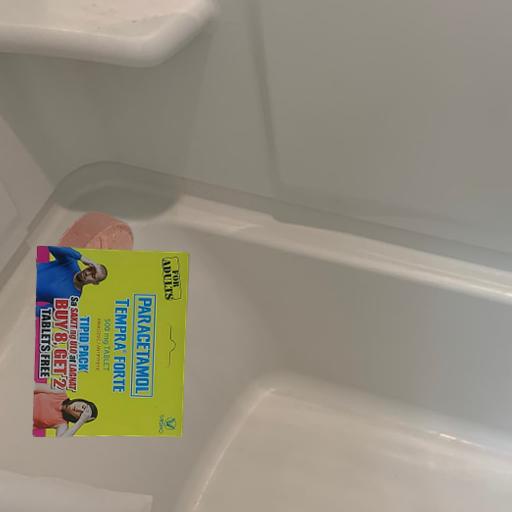 FOR
ADULTS
PARACETAMOL
TEMPRA® FORTE
500 mg TABLET
TIPID PACK
Sa SAKIT ng ULO at LAGNAT
BUY 8, GET 2
TABLETS FREE